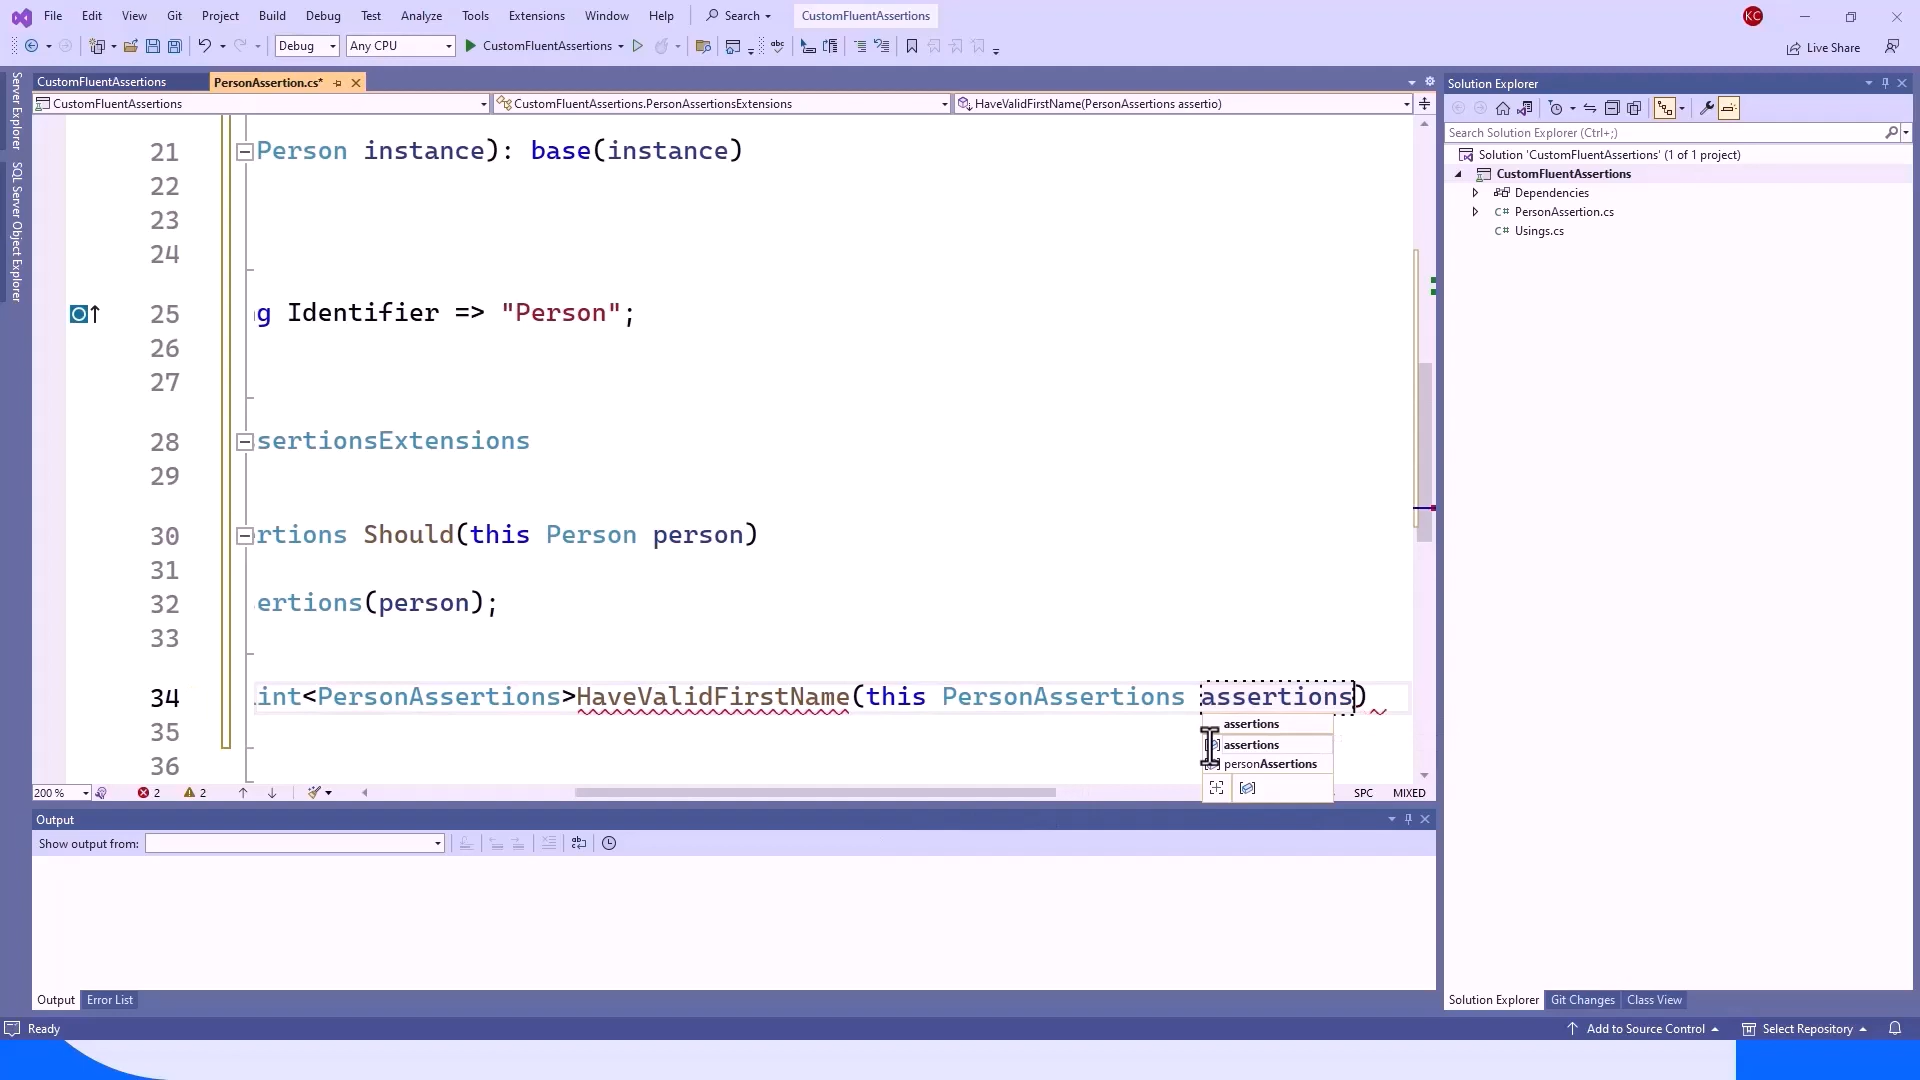 File Edit View Git Project Build Debug Test Analyze Tools Extensions Window Help Search CustomFluentAssertions KC
Debug Any CPU CustomFluentAssertions Live Share
CustomFluentAssertions PersonAssertion.cs*
CustomFluentAssertions CustomFluentAssertions.PersonAssertionsExtensions HaveValidFirstName(PersonAssertions assertio)
Server Explorer
SQL Server Object Explorer
21 Person instance): base(instance)
22
23
24
25 g Identifier => "Person";
26
27
28 sertionsExtensions
29
30 rtions Should(this Person person)
31
32 ertions(person);
33
34 int<PersonAssertions>HaveValidFirstName(this PersonAssertions assertions)
35
36
assertions
assertions
personAssertions
200 % 2 2 SPC MIXED
Output
Show output from:
Output Error List
Solution Explorer
Search Solution Explorer (Ctrl+;)
Solution 'CustomFluentAssertions' (1 of 1 project)
CustomFluentAssertions
Dependencies
C# PersonAssertion.cs
C# Usings.cs
Solution Explorer Git Changes Class View
Ready Add to Source Control Select Repository